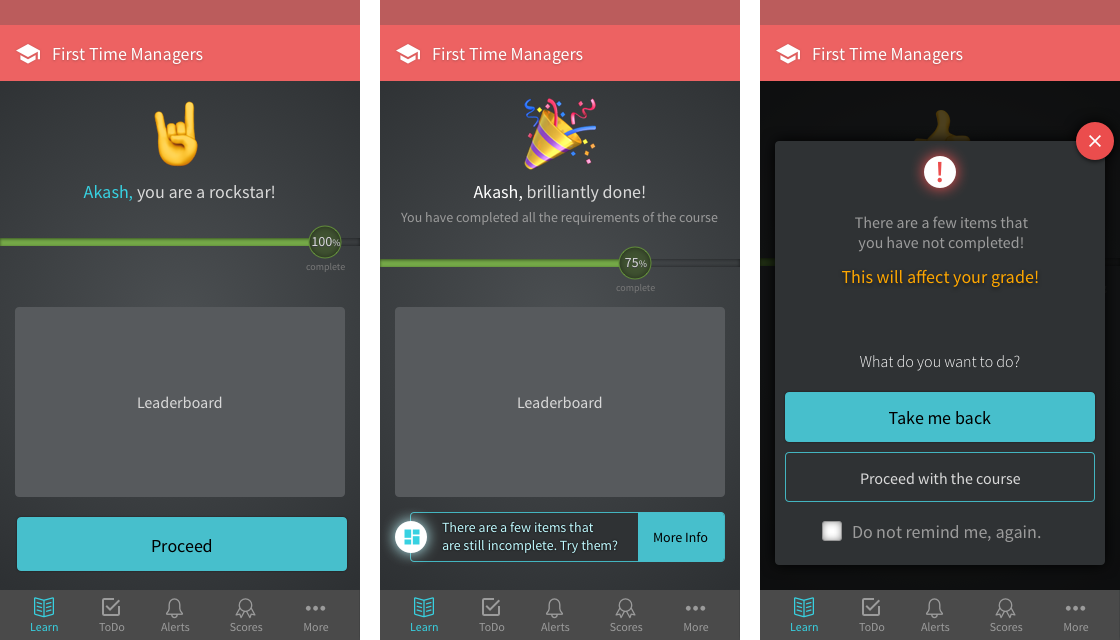 First Time Managers
Akash, you are a rockstar!
100%
complete
Leaderboard
Proceed
Learn
ToDo
Alerts
Scores
More
First Time Managers
Akash, brilliantly done!
You have completed all the requirements of the course
75%
complete
Leaderboard
There are a few items that
are still incomplete. Try them?
More Info
Learn
ToDo
Alerts
Scores
More
First Time Managers
There are a few items that
you have not completed!
This will affect your grade!
What do you want to do?
Take me back
Proceed with the course
Do not remind me, again.
Learn
ToDo
Alerts
Scores
More